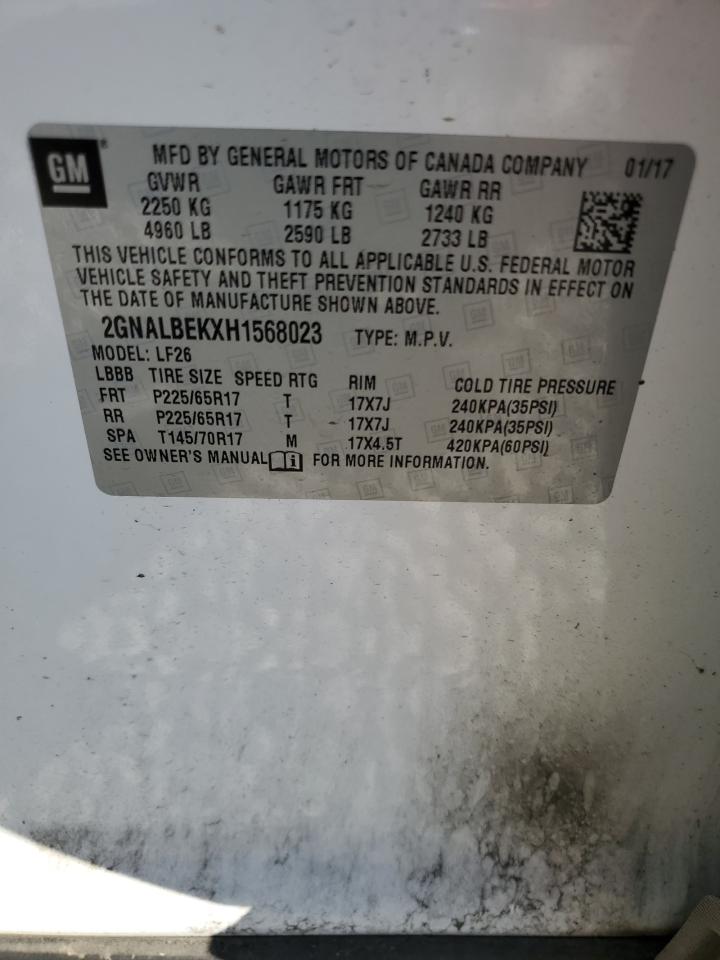 GM ® MFD BY GENERAL MOTORS OF CANADA COMPANY 01/17
GVWR GAWR FRT GAWR RR
2250 KG 1175 KG 1240 KG
4960 LB 2590 LB 2733 LB
THIS VEHICLE CONFORMS TO ALL APPLICABLE U.S. FEDERAL MOTOR
VEHICLE SAFETY AND THEFT PREVENTION STANDARDS IN EFFECT ON
THE DATE OF MANUFACTURE SHOWN ABOVE.
2GNALBEKXH1568023 TYPE: M.P.V.
MODEL: LF26
LBBB TIRE SIZE SPEED RTG RIM COLD TIRE PRESSURE
FRT P225/65R17 T 17X7J 240KPA(35PSI)
RR P225/65R17 T 17X7J 240KPA(35PSI)
SPA T145/70R17 M 17X4.5T 420KPA(60PSI)
SEE OWNER'S MANUAL i FOR MORE INFORMATION.